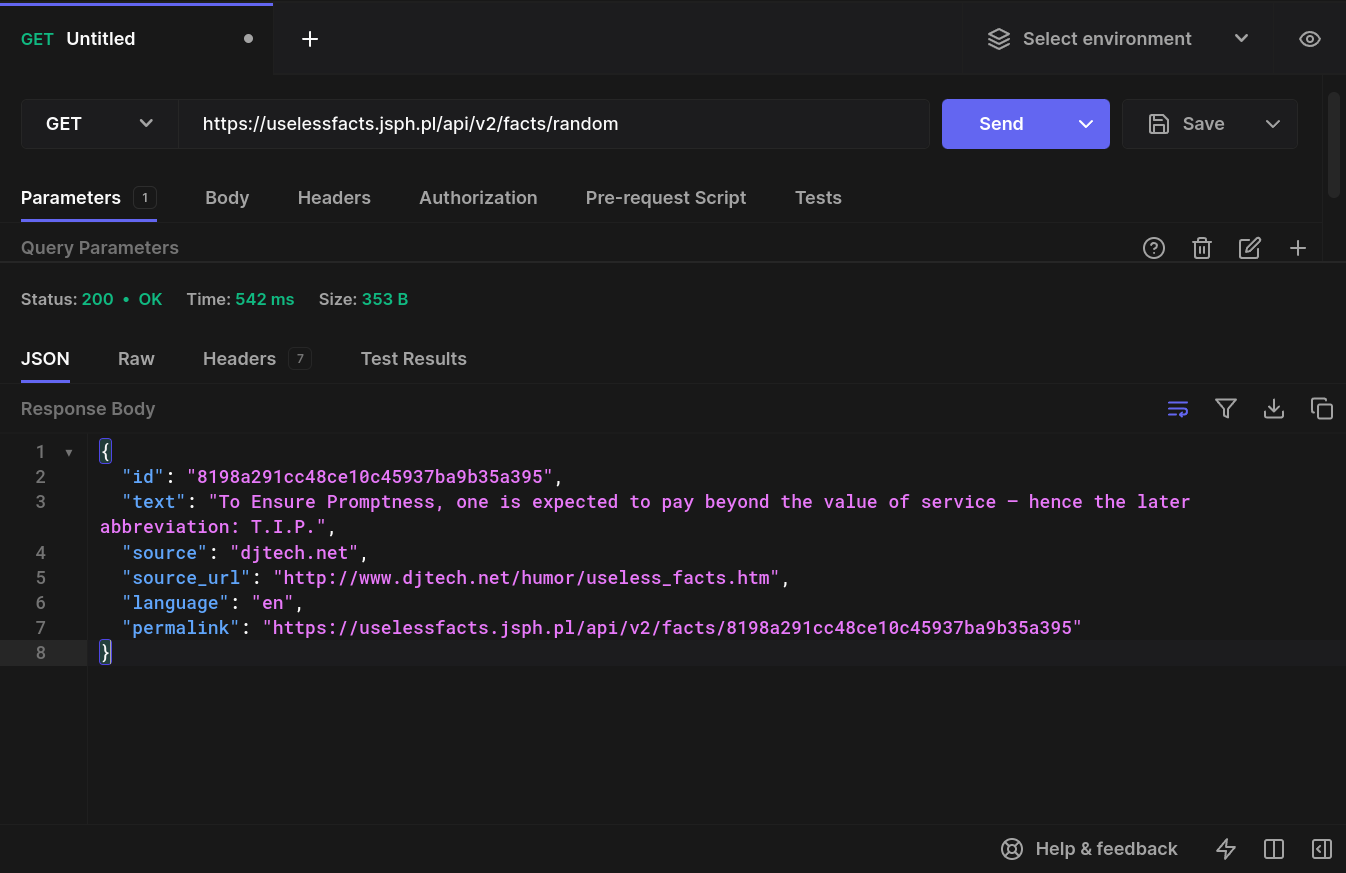 GET Untitled
Select environment
GET https://uselessfacts.jsph.pl/api/v2/facts/random Send Save
Parameters 1 Body Headers Authorization Pre-request Script Tests
Query Parameters
Status: 200 • OK Time: 542 ms Size: 353 B
JSON Raw Headers 7 Test Results
Response Body
1 {
2 "id": "8198a291cc48ce10c45937ba9b35a395",
3 "text": "To Ensure Promptness, one is expected to pay beyond the value of service – hence the later
abbreviation: T.I.P.",
4 "source": "djtech.net",
5 "source_url": "http://www.djtech.net/humor/useless_facts.htm",
6 "language": "en",
7 "permalink": "https://uselessfacts.jsph.pl/api/v2/facts/8198a291cc48ce10c45937ba9b35a395"
8 }
Help & feedback